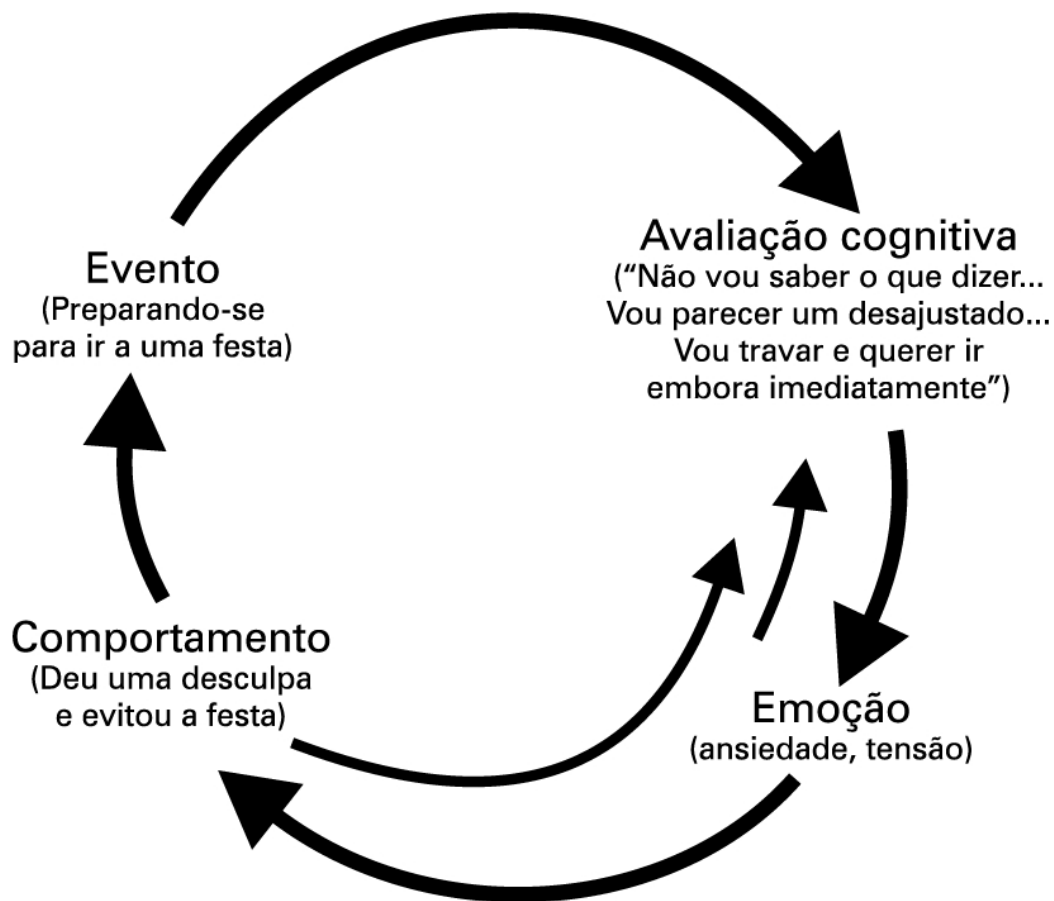 Evento
(Preparando-se
para ir a uma festa)
Avaliação cognitiva
(“Não vou saber o que dizer...
Vou parecer um desajustado...
Vou travar e querer ir
embora imediatamente”)
Comportamento
(Deu uma desculpa
e evitou a festa)
Emoção
(ansiedade, tensão)